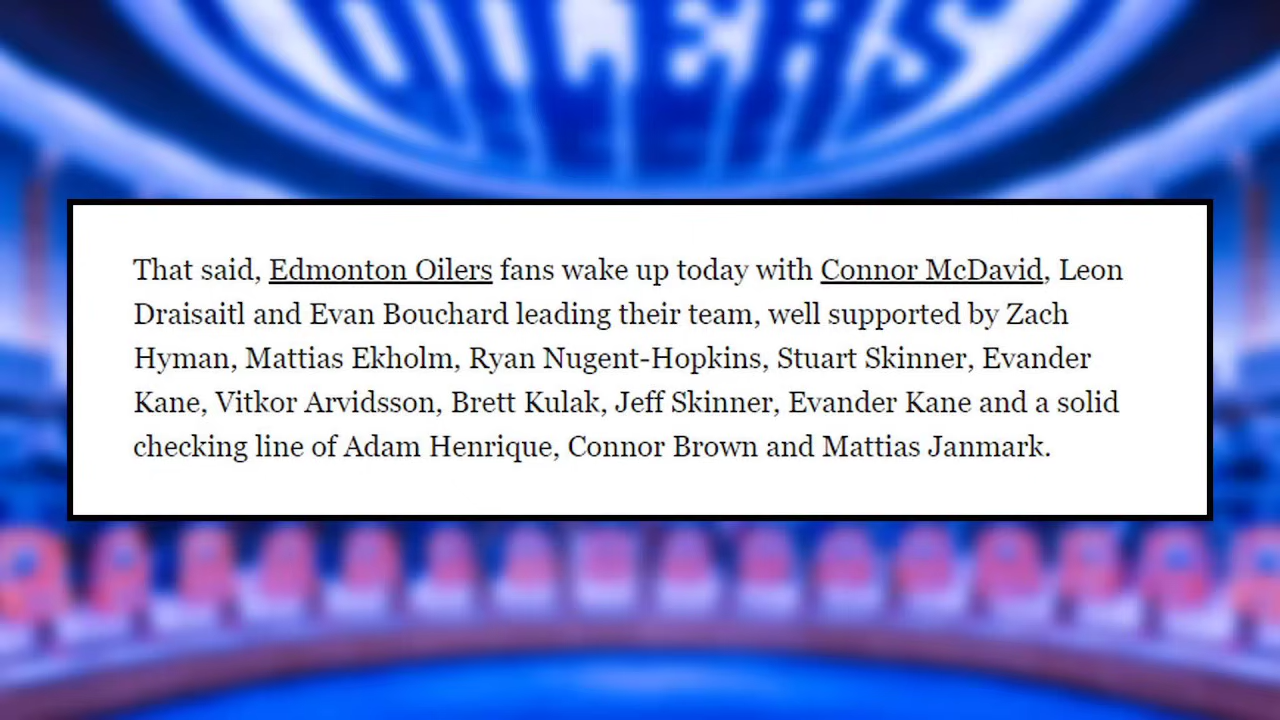 OILERS
That said, Edmonton Oilers fans wake up today with Connor McDavid, Leon
Draisaitl and Evan Bouchard leading their team, well supported by Zach
Hyman, Mattias Ekholm, Ryan Nugent-Hopkins, Stuart Skinner, Evander
Kane, Vitkor Arvidsson, Brett Kulak, Jeff Skinner, Evander Kane and a solid
checking line of Adam Henrique, Connor Brown and Mattias Janmark.